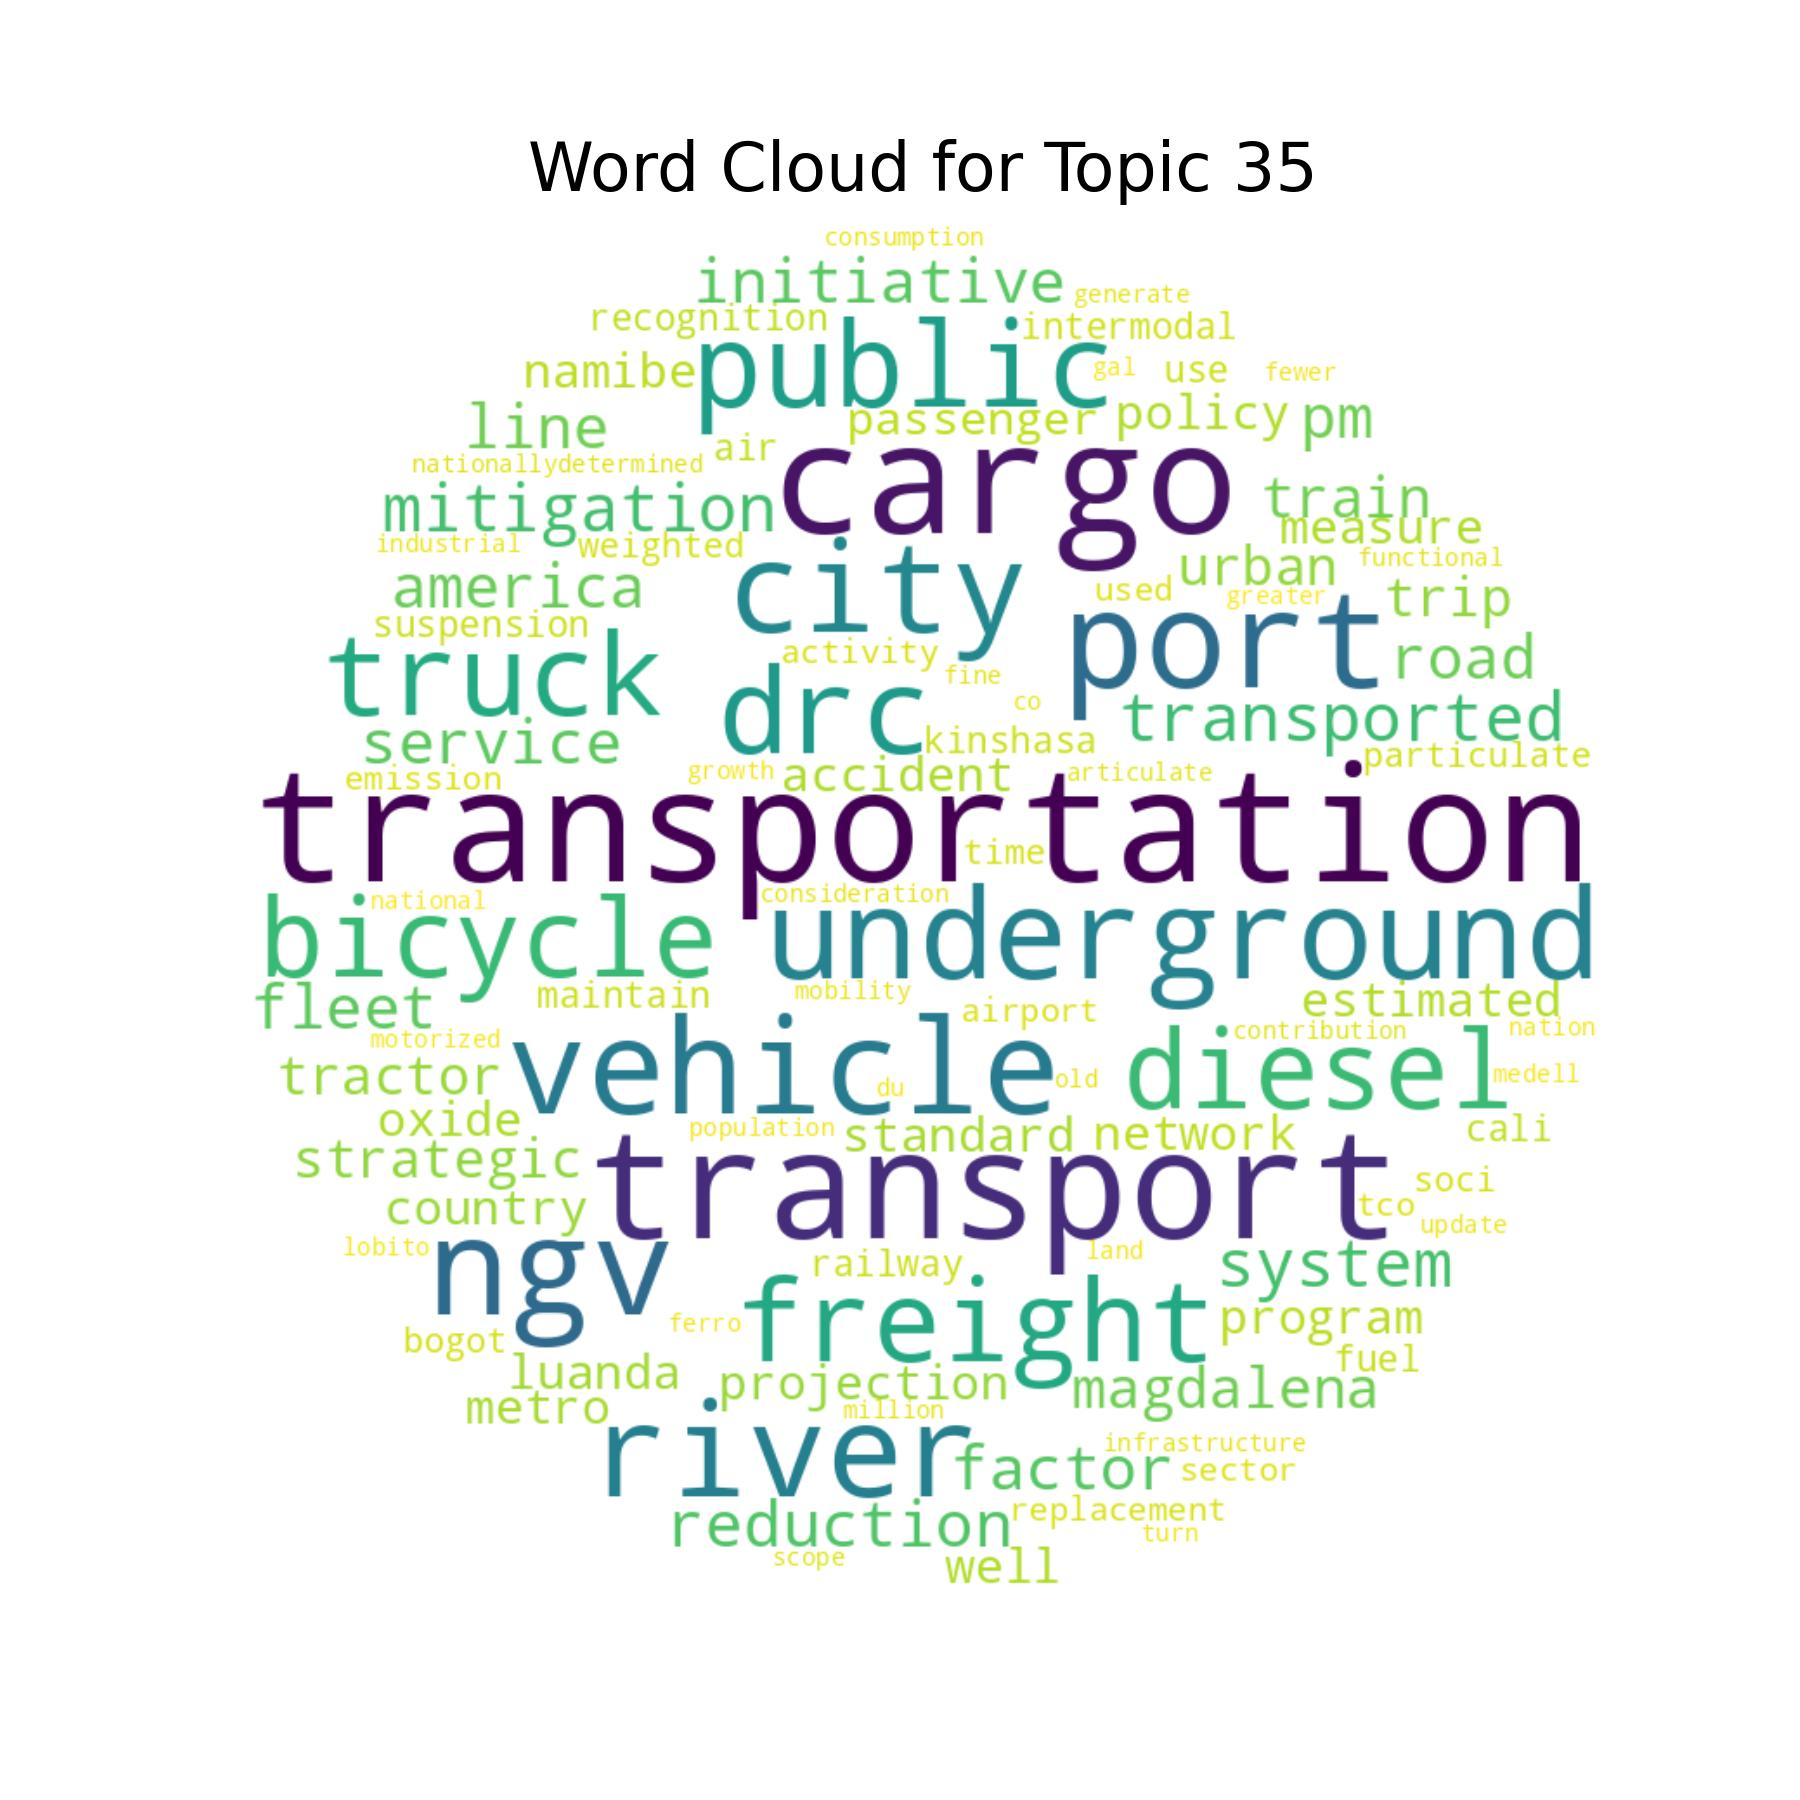 Word Cloud for Topic 35
consumption
initiative generate
recognition intermodal
namibe public gal use fewer
line passenger policy pm
air
nationallydetermined cargo
mitigation train
measure
industrial weighted
america city urban functional
used greater trip
suspension
truck activity port road
drc fine
co transported
service kinshasa
particulate
emission growth accident articulate
transportation
time
national consideration
bicycle underground
fleet maintain mobility airport estimated
motorized contribution nation
tractor vehicle du old diesel medell
oxide population standard network cali
strategic transport soci
country tco update
lobito ngv railway land system
bogot ferro freight program
fuel
luanda projection magdalena
metro million
river infrastructure
factor sector
reduction replacement
turn
scope well